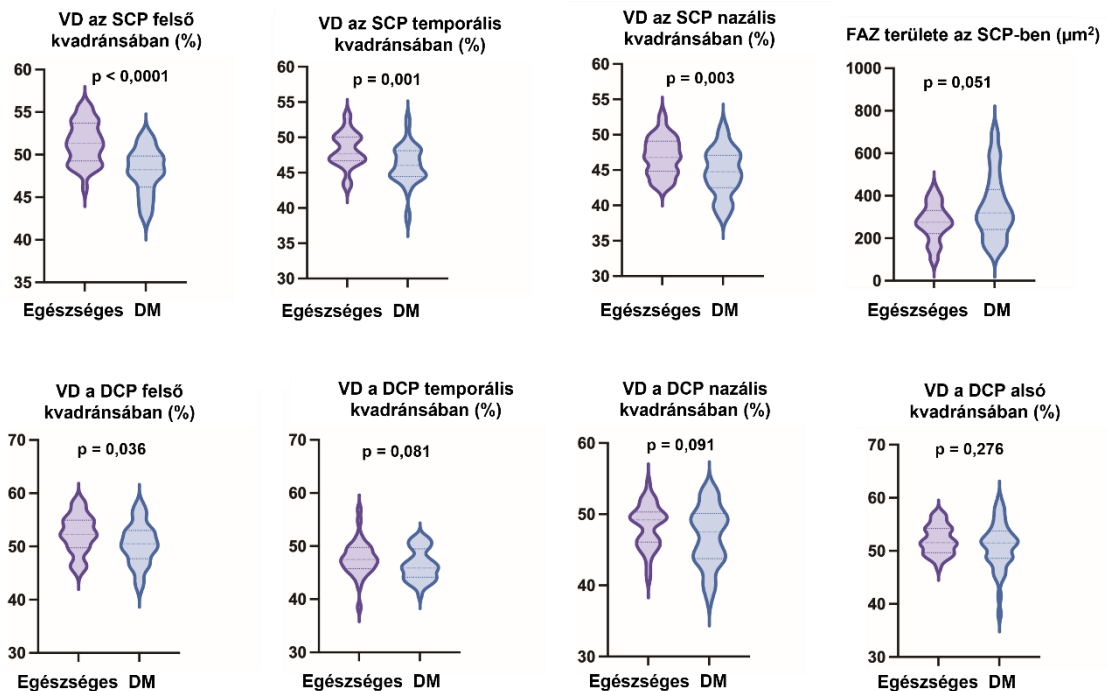 VD az SCP felső
kvadránsában (%)
p < 0,0001
60
55
50
45
40
35
Egészséges DM
VD az SCP temporális
kvadránsában (%)
p = 0,001
60
50
40
30
Egészséges DM
VD az SCP nazális
kvadránsában (%)
p = 0,003
60
55
50
45
40
35
30
Egészséges DM
FAZ területe az SCP-ben (µm²)
p = 0,051
1000
800
600
400
200
0
Egészséges DM
VD a DCP felső
kvadránsában (%)
p = 0,036
70
60
50
40
30
Egészséges DM
VD a DCP temporális
kvadránsában (%)
p = 0,081
70
60
50
40
30
Egészséges DM
VD a DCP nazális
kvadránsában (%)
p = 0,091
60
50
40
30
Egészséges DM
VD a DCP alsó
kvadránsában (%)
p = 0,276
70
60
50
40
30
Egészséges DM